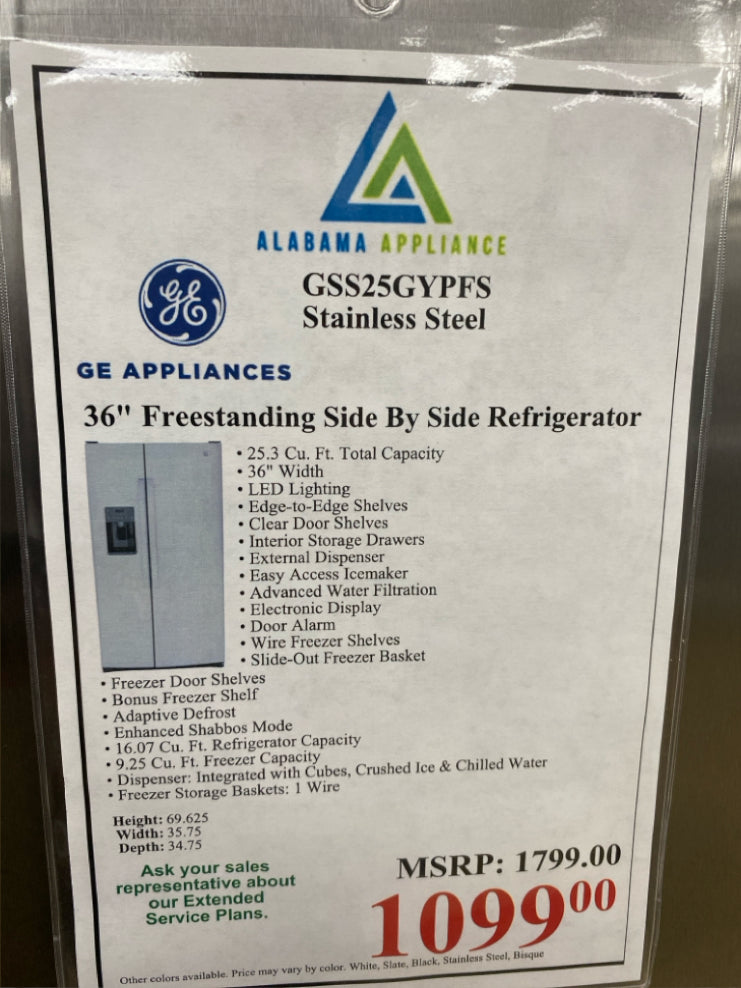 ALABAMA APPLIANCE
GE
GSS25GYPFS
Stainless Steel
GE APPLIANCES
36" Freestanding Side By Side Refrigerator
• 25.3 Cu. Ft. Total Capacity
• 36" Width
• LED Lighting
• Edge-to-Edge Shelves
• Clear Door Shelves
• Interior Storage Drawers
• External Dispenser
• Easy Access Icemaker
• Advanced Water Filtration
• Electronic Display
• Door Alarm
• Wire Freezer Shelves
• Slide-Out Freezer Basket
• Freezer Door Shelves
• Bonus Freezer Shelf
• Adaptive Defrost
• Enhanced Shabbos Mode
• 16.07 Cu. Ft. Refrigerator Capacity
• 9.25 Cu. Ft. Freezer Capacity
• Dispenser: Integrated with Cubes, Crushed Ice & Chilled Water
• Freezer Storage Baskets: 1 Wire
Height: 69.625
Width: 35.75
Depth: 34.75
Ask your sales
representative about
our Extended
Service Plans.
MSRP: 1799.00
109900
Other colors available. Price may vary by color. White, Slate, Black, Stainless Steel, Bisque